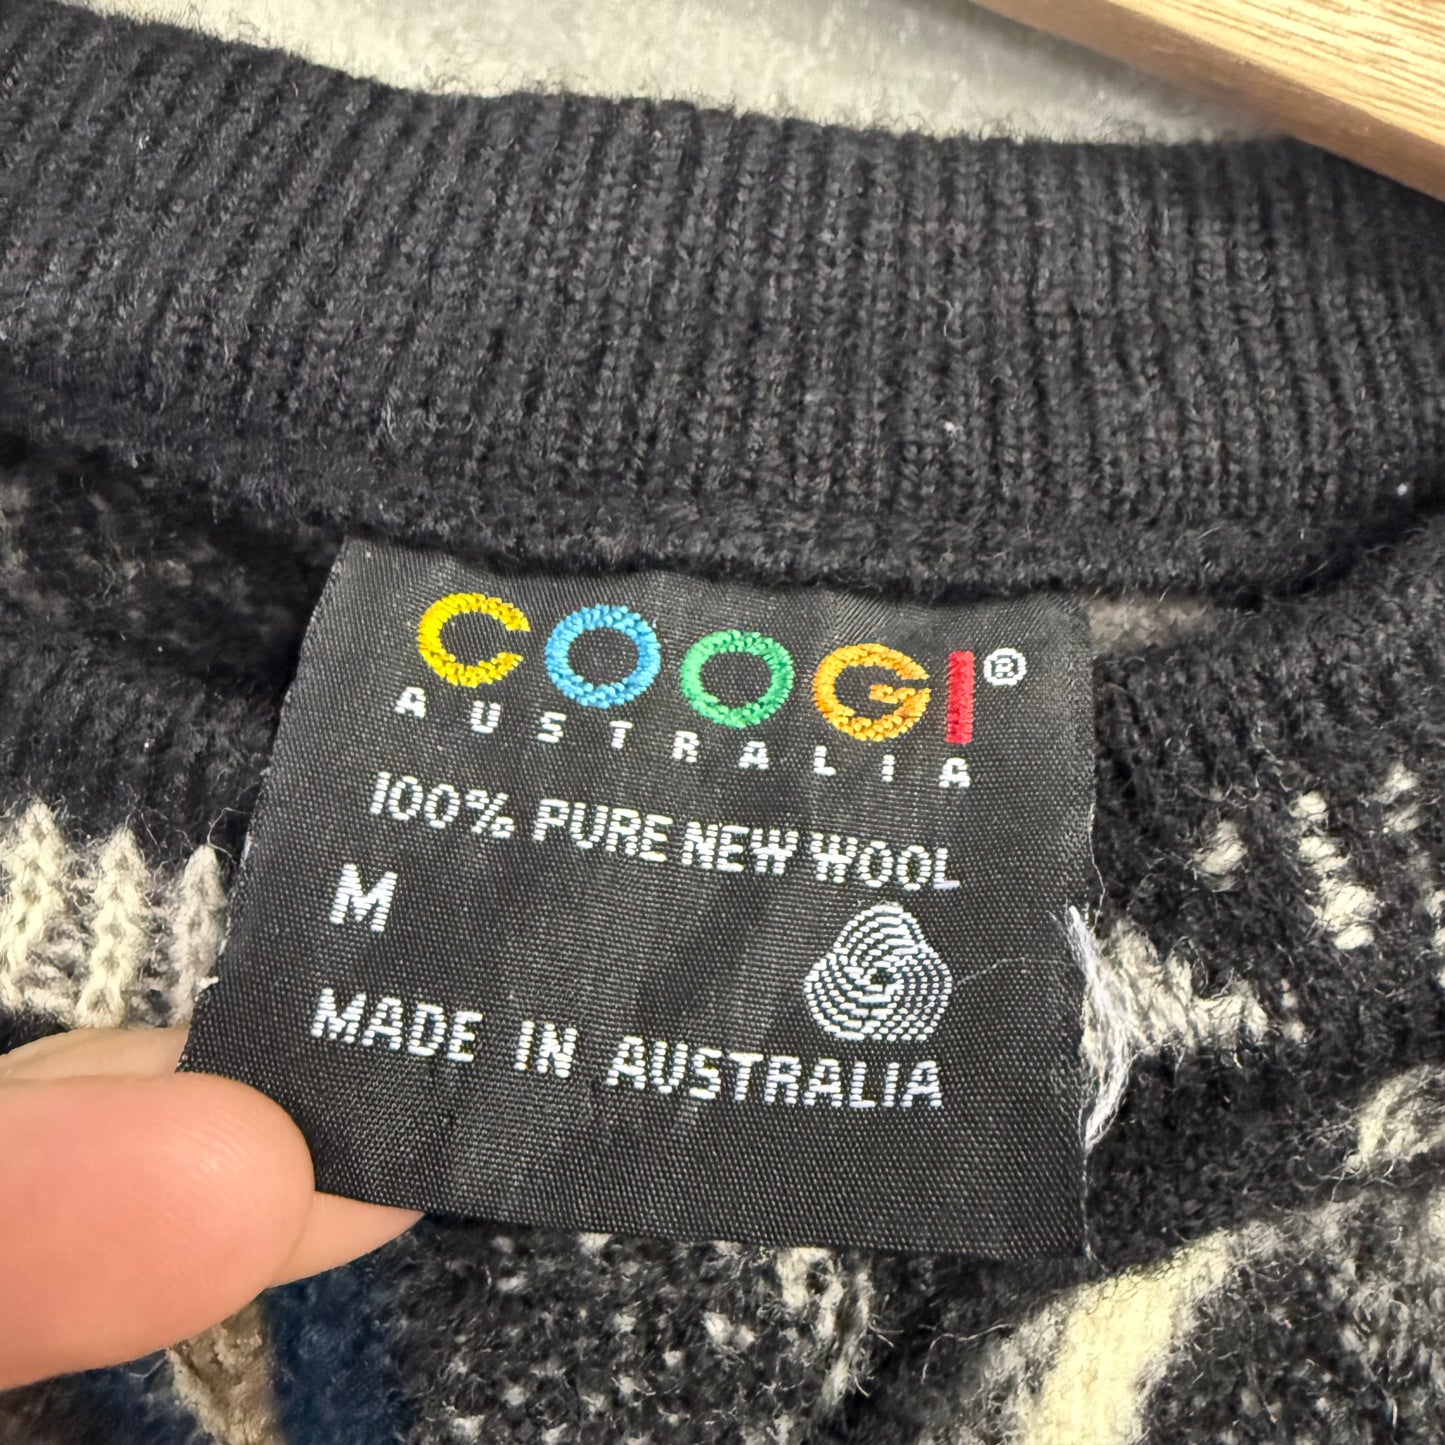 COOGI®
AUSTRALIA
100% PURE NEW WOOL
M
MADE IN AUSTRALIA